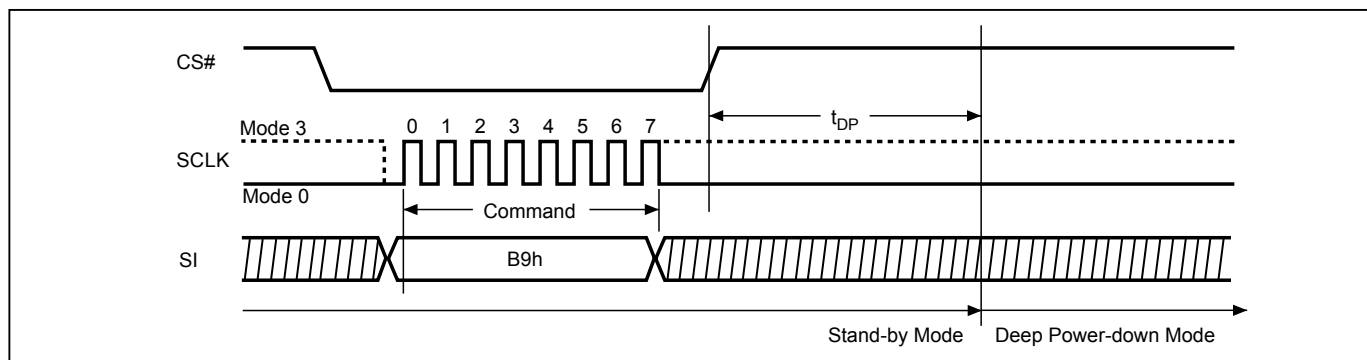 CS#
Mode 3
0 1 2 3 4 5 6 7
tDP
SCLK
Mode 0
Command
SI
B9h
Stand-by Mode
Deep Power-down Mode